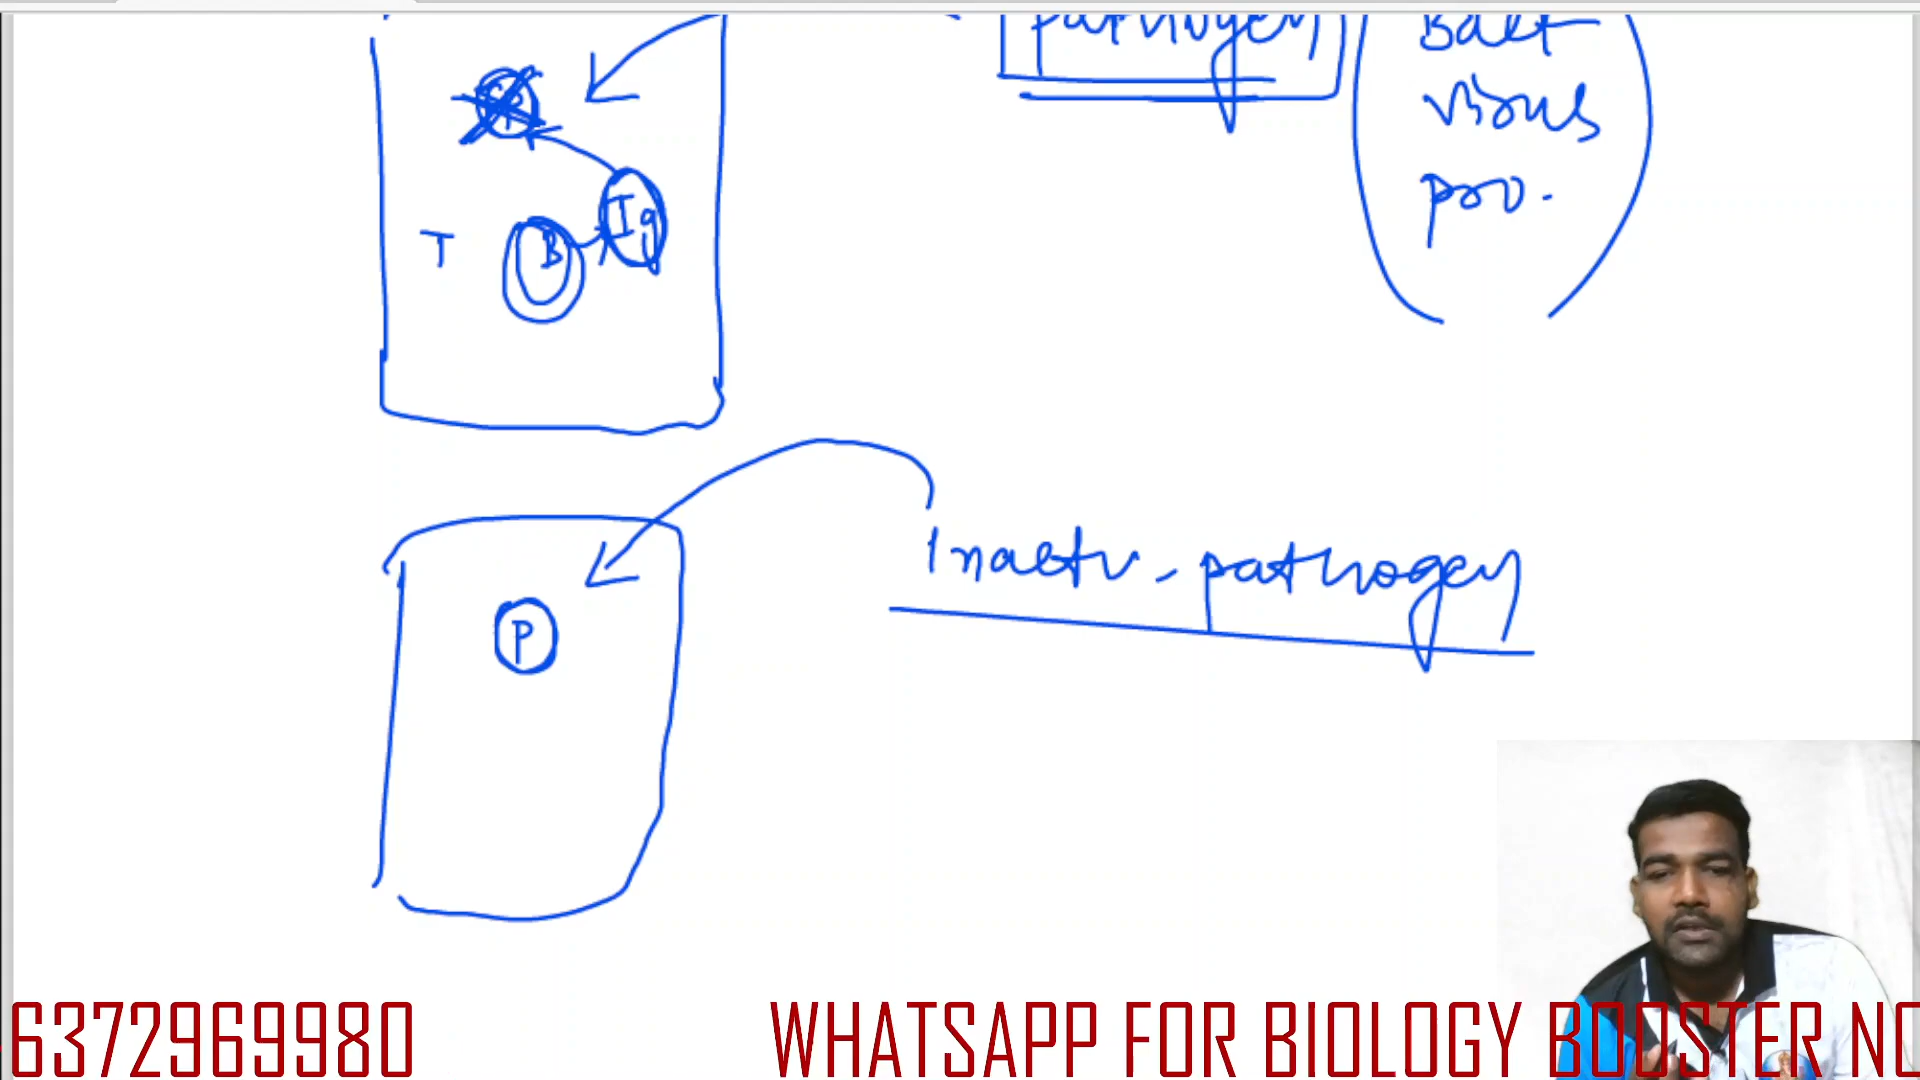 pathogen
Bact
virus
pro.
Ig
T
B
Inactv - pathogen
P
6372969980
WHATSAPP FOR BIOLOGY BOOSTER NO